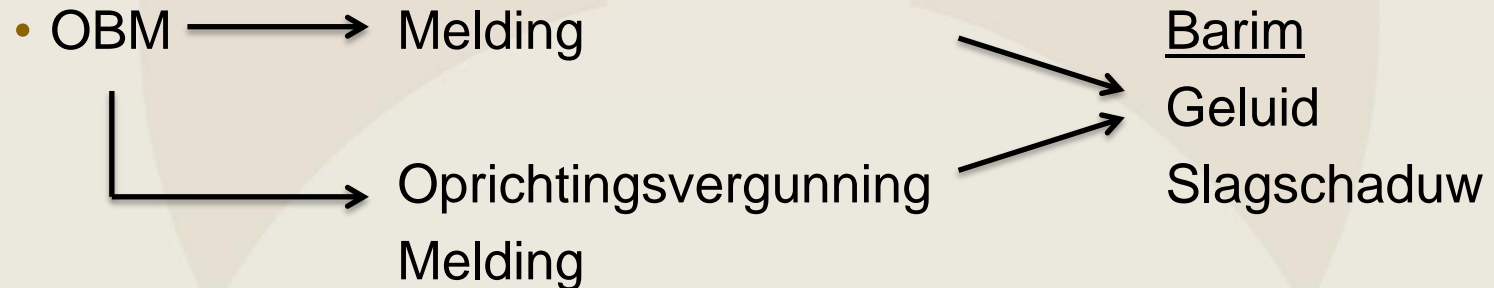 • OBM Melding Barim
Geluid
Oprichtingsvergunning Slagschaduw
Melding